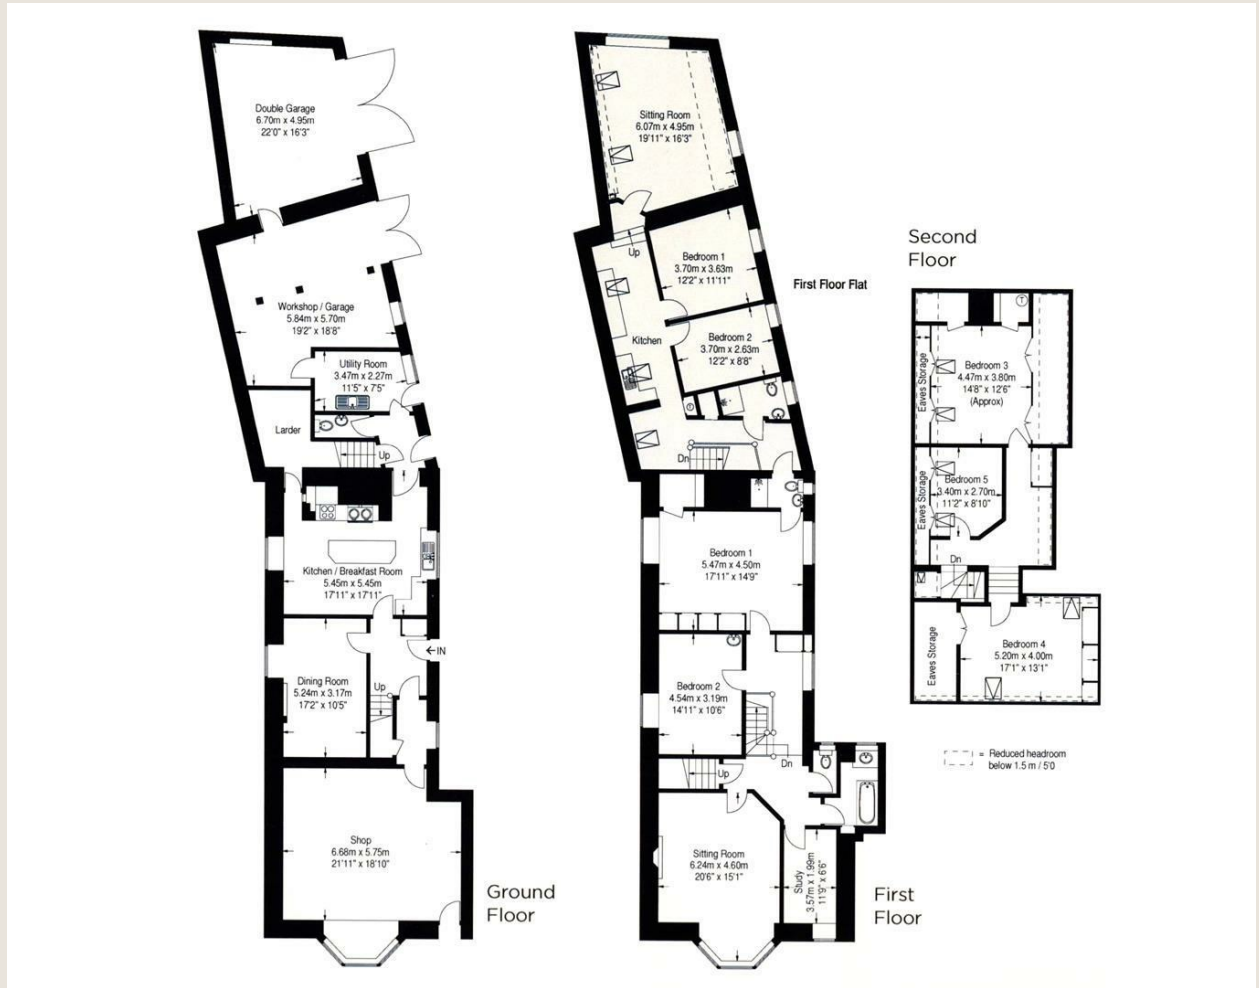 Double Garage
6.70m x 4.95m
22'0" x 16'3"
Workshop / Garage
5.84m x 5.70m
19'2" x 18'8"
Utility Room
3.47m x 2.27m
11'5" x 7'5"
Larder
Up
Kitchen / Breakfast Room
5.45m x 5.45m
17'11" x 17'11"
IN
Dining Room
5.24m x 3.17m
17'2" x 10'5"
Up
Shop
6.68m x 5.75m
21'11" x 18'10"
Ground
Floor
Sitting Room
6.07m x 4.95m
19'11" x 16'3"
Up
Bedroom 1
3.70m x 3.63m
12'2" x 11'11"
First Floor Flat
Kitchen
Bedroom 2
3.70m x 2.63m
12'2" x 8'8"
Dn
Bedroom 1
5.47m x 4.50m
17'11" x 14'9"
Bedroom 2
4.54m x 3.19m
14'11" x 10'6"
Dn
Up
Sitting Room
6.24m x 4.60m
20'6" x 15'1"
Study
3.57m x 1.99m
11'9" x 6'6"
First
Floor
Second
Floor
T
Bedroom 3
4.47m x 3.80m
14'8" x 12'6"
(Approx)
Eaves Storage
Bedroom 5
3.40m x 2.70m
11'2" x 8'10"
Eaves Storage
Dn
Bedroom 4
5.20m x 4.00m
17'1" x 13'1"
Eaves Storage
= Reduced headroom
below 1.5 m / 5'0